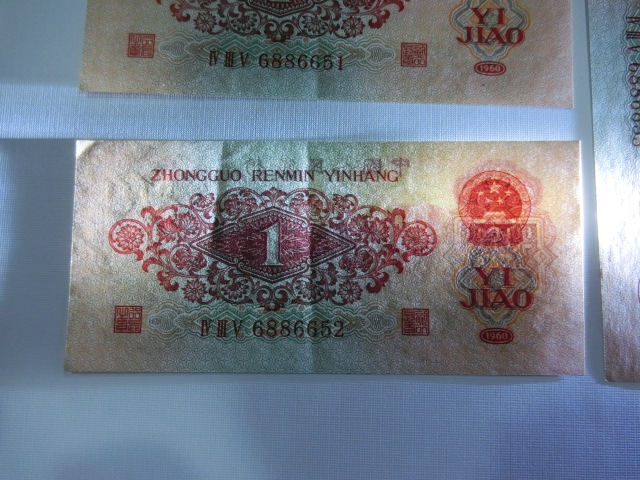 YI
JIAO
IV III V 6886651
1960
ZHONGGUO RENMIN YINHANG
1
YI
JIAO
IV III V 6886652
1960